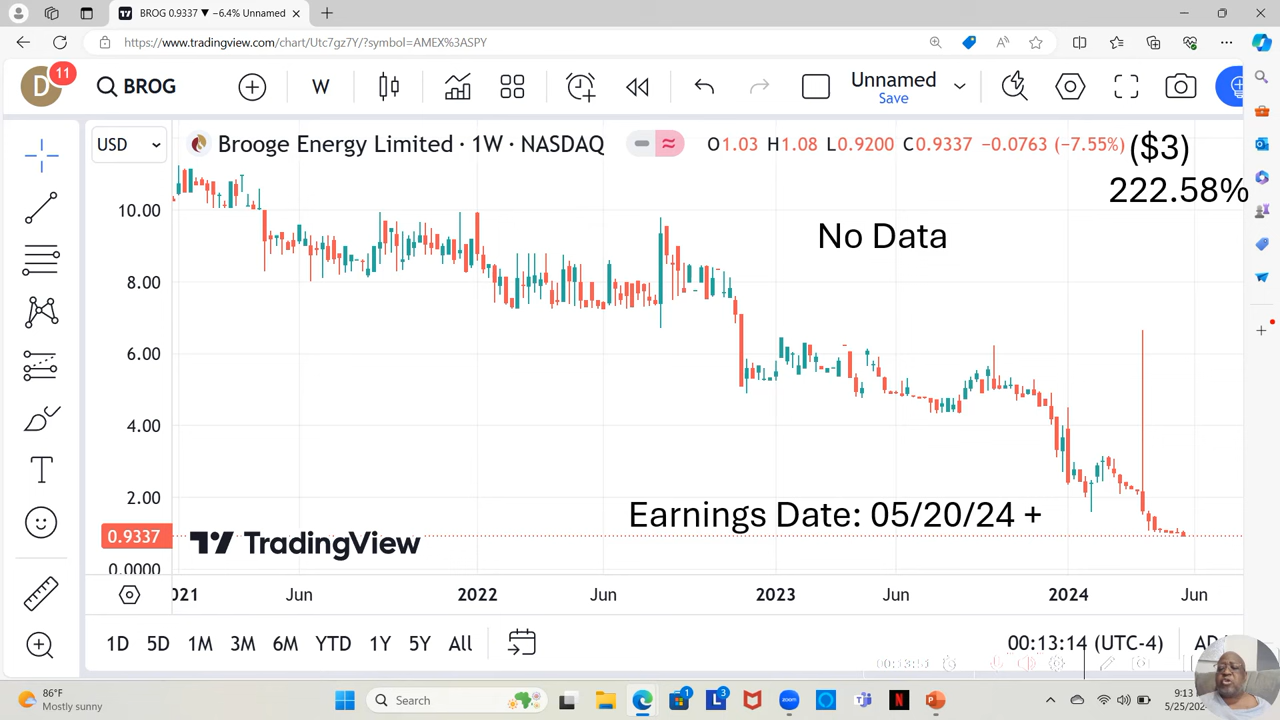 BROG 0.9337 ▼ −6.4% Unnamed
https://www.tradingview.com/chart/Utc7gz7Y/?symbol=AMEX%3ASPY
D 11 BROG W Unnamed
Save
USD Brooge Energy Limited · 1W · NASDAQ O1.03 H1.08 L0.9200 C0.9337 −0.0763 (−7.55%) ($3)
222.58%
10.00
No Data
8.00
6.00
4.00
2.00
Earnings Date: 05/20/24 +
0.9337 TradingView
0.0000
2021 Jun 2022 Jun 2023 Jun 2024 Jun
1D 5D 1M 3M 6M YTD 1Y 5Y All 00:13:14 (UTC-4)
86°F
Mostly sunny
Search
1
3
zoom
9:13